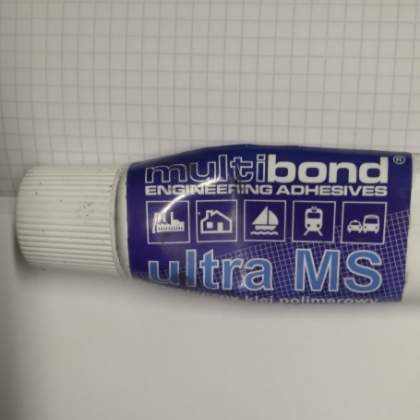 multibond®
ENGINEERING ADHESIVES
ultra MS
klej polimerowy